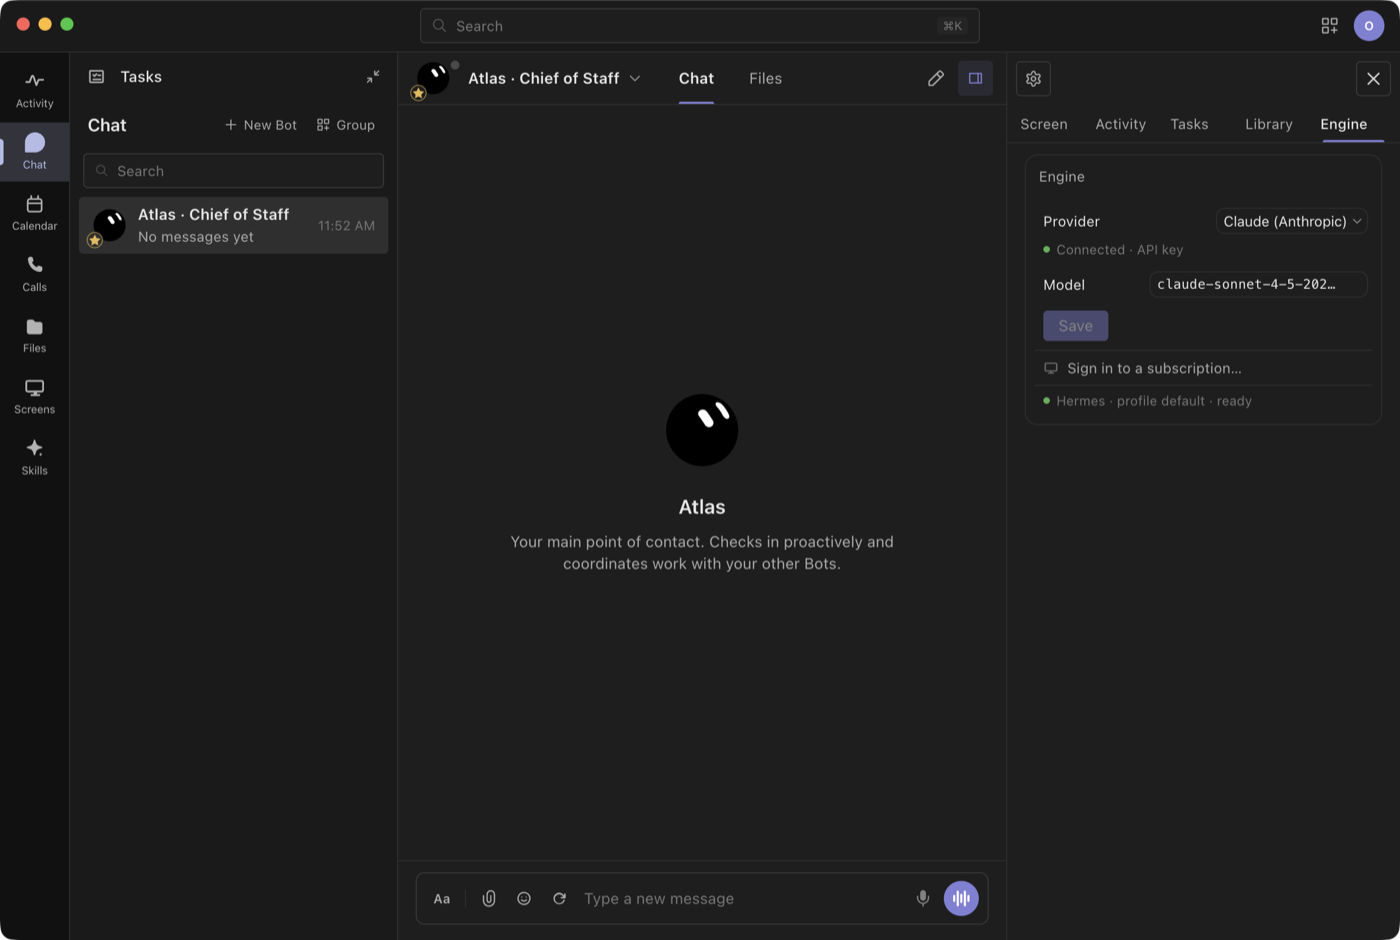 Search
⌘K
O
Activity
Chat
Calendar
Calls
Files
Screens
Skills
Tasks
Chat
New Bot
Group
Search
Atlas · Chief of Staff
No messages yet
11:52 AM
Atlas · Chief of Staff
Chat
Files
Atlas
Your main point of contact. Checks in proactively and
coordinates work with your other Bots.
Aa
Type a new message
Screen
Activity
Tasks
Library
Engine
Engine
Provider
Claude (Anthropic)
Connected · API key
Model
claude-sonnet-4-5-202…
Save
Sign in to a subscription...
Hermes · profile default · ready